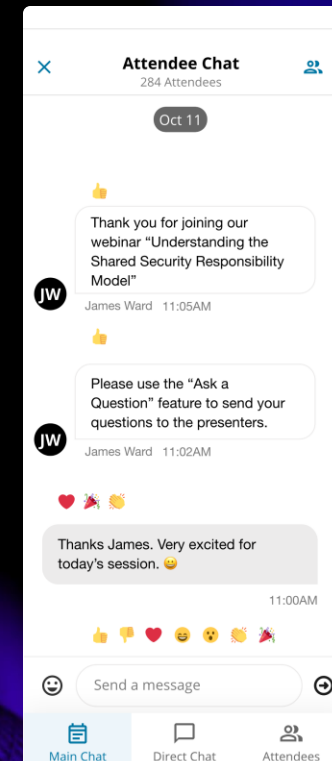 Attendee Chat
284 Attendees
Oct 11
Thank you for joining our
webinar “Understanding the
Shared Security Responsibility
Model”
JW
James Ward 11:05AM
Please use the “Ask a
Question” feature to send your
questions to the presenters.
JW
James Ward 11:02AM
Thanks James. Very excited for
today’s session. 😀
11:00AM
Send a message
Main Chat
Direct Chat
Attendees